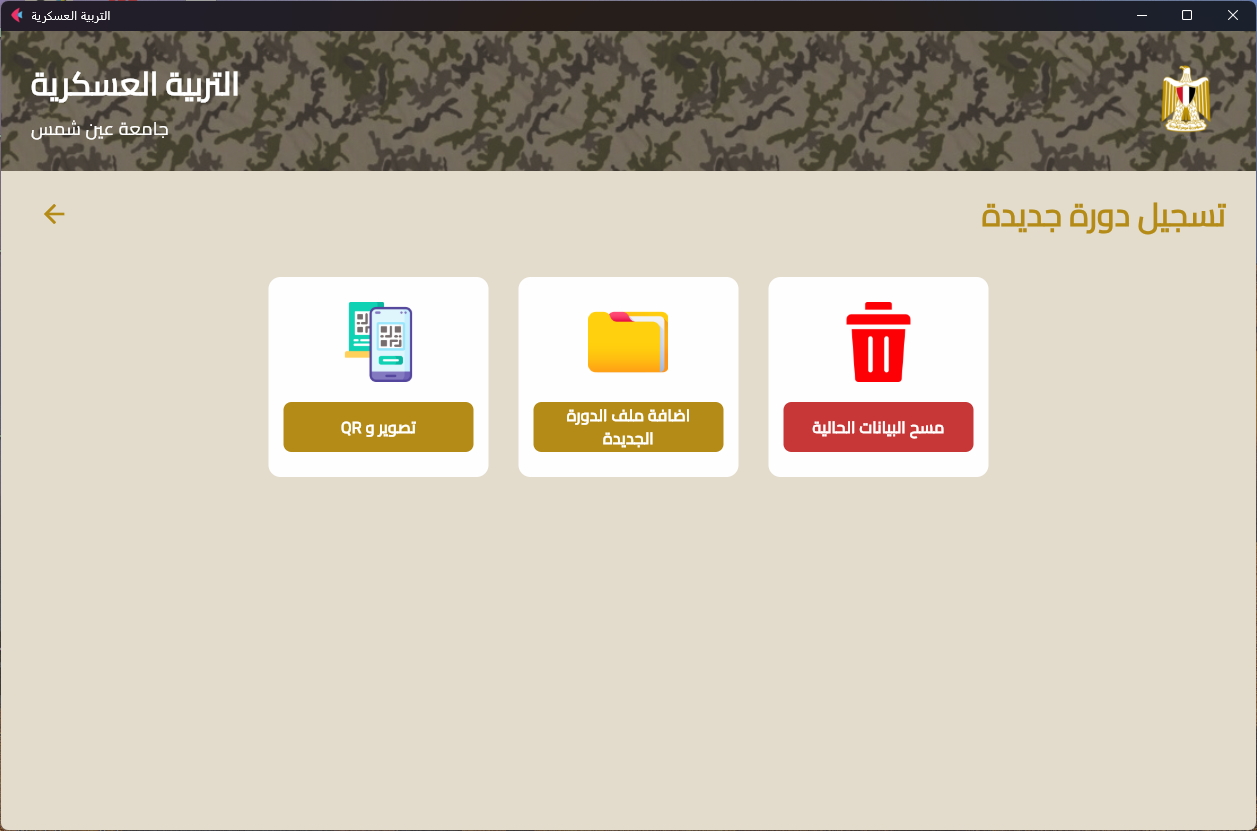 التربية العسكرية
التربية العسكرية
جامعة عين شمس
تسجيل دورة جديدة
مسح البيانات الحالية
اضافة ملف الدورة
الجديدة
تصوير و QR